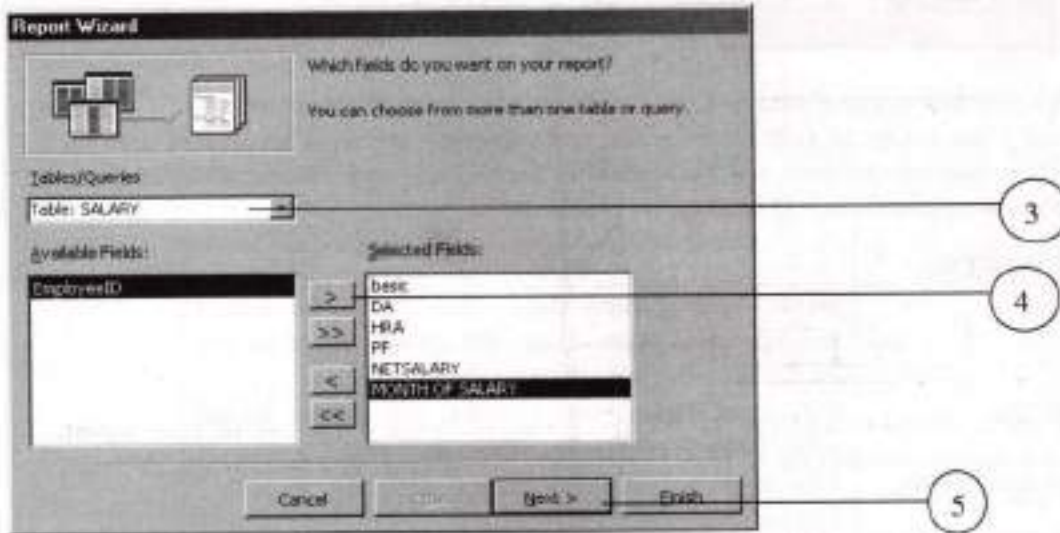 Report Wizard
Which fields do you want on your report?
You can choose from more than one table or query.
Tables/Queries
Table: SALARY
3
Available Fields:
Selected Fields:
EmployeeID
>
>>
<
<<
basic
DA
HRA
PF
NETSALARY
MONTH OF SALARY
4
Cancel
Next >
Finish
5